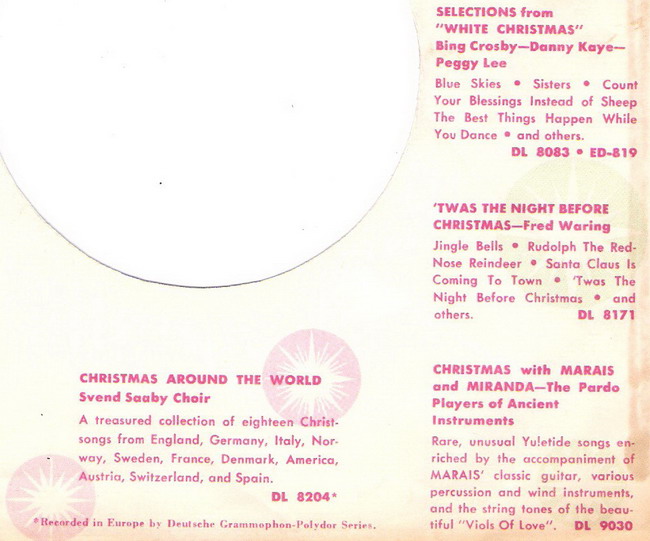 SELECTIONS from
"WHITE CHRISTMAS"
Bing Crosby—Danny Kaye—
Peggy Lee
Blue Skies • Sisters • Count
Your Blessings Instead of Sheep
The Best Things Happen While
You Dance • and others.
DL 8083 • ED-819
'TWAS THE NIGHT BEFORE
CHRISTMAS—Fred Waring
Jingle Bells • Rudolph The Red-
Nose Reindeer • Santa Claus Is
Coming To Town • 'Twas The
Night Before Christmas • and
others. DL 8171
CHRISTMAS AROUND THE WORLD
Svend Saaby Choir
A treasured collection of eighteen Christ-
songs from England, Germany, Italy, Nor-
way, Sweden, France, Denmark, America,
Austria, Switzerland, and Spain.
DL 8204*
*Recorded in Europe by Deutsche Grammophon-Polydor Series.
CHRISTMAS with MARAIS
and MIRANDA—The Pardo
Players of Ancient
Instruments
Rare, unusual Yuletide songs en-
riched by the accompaniment of
MARAIS' classic guitar, various
percussion and wind instruments,
and the string tones of the beau-
tiful "Viols Of Love". DL 9030